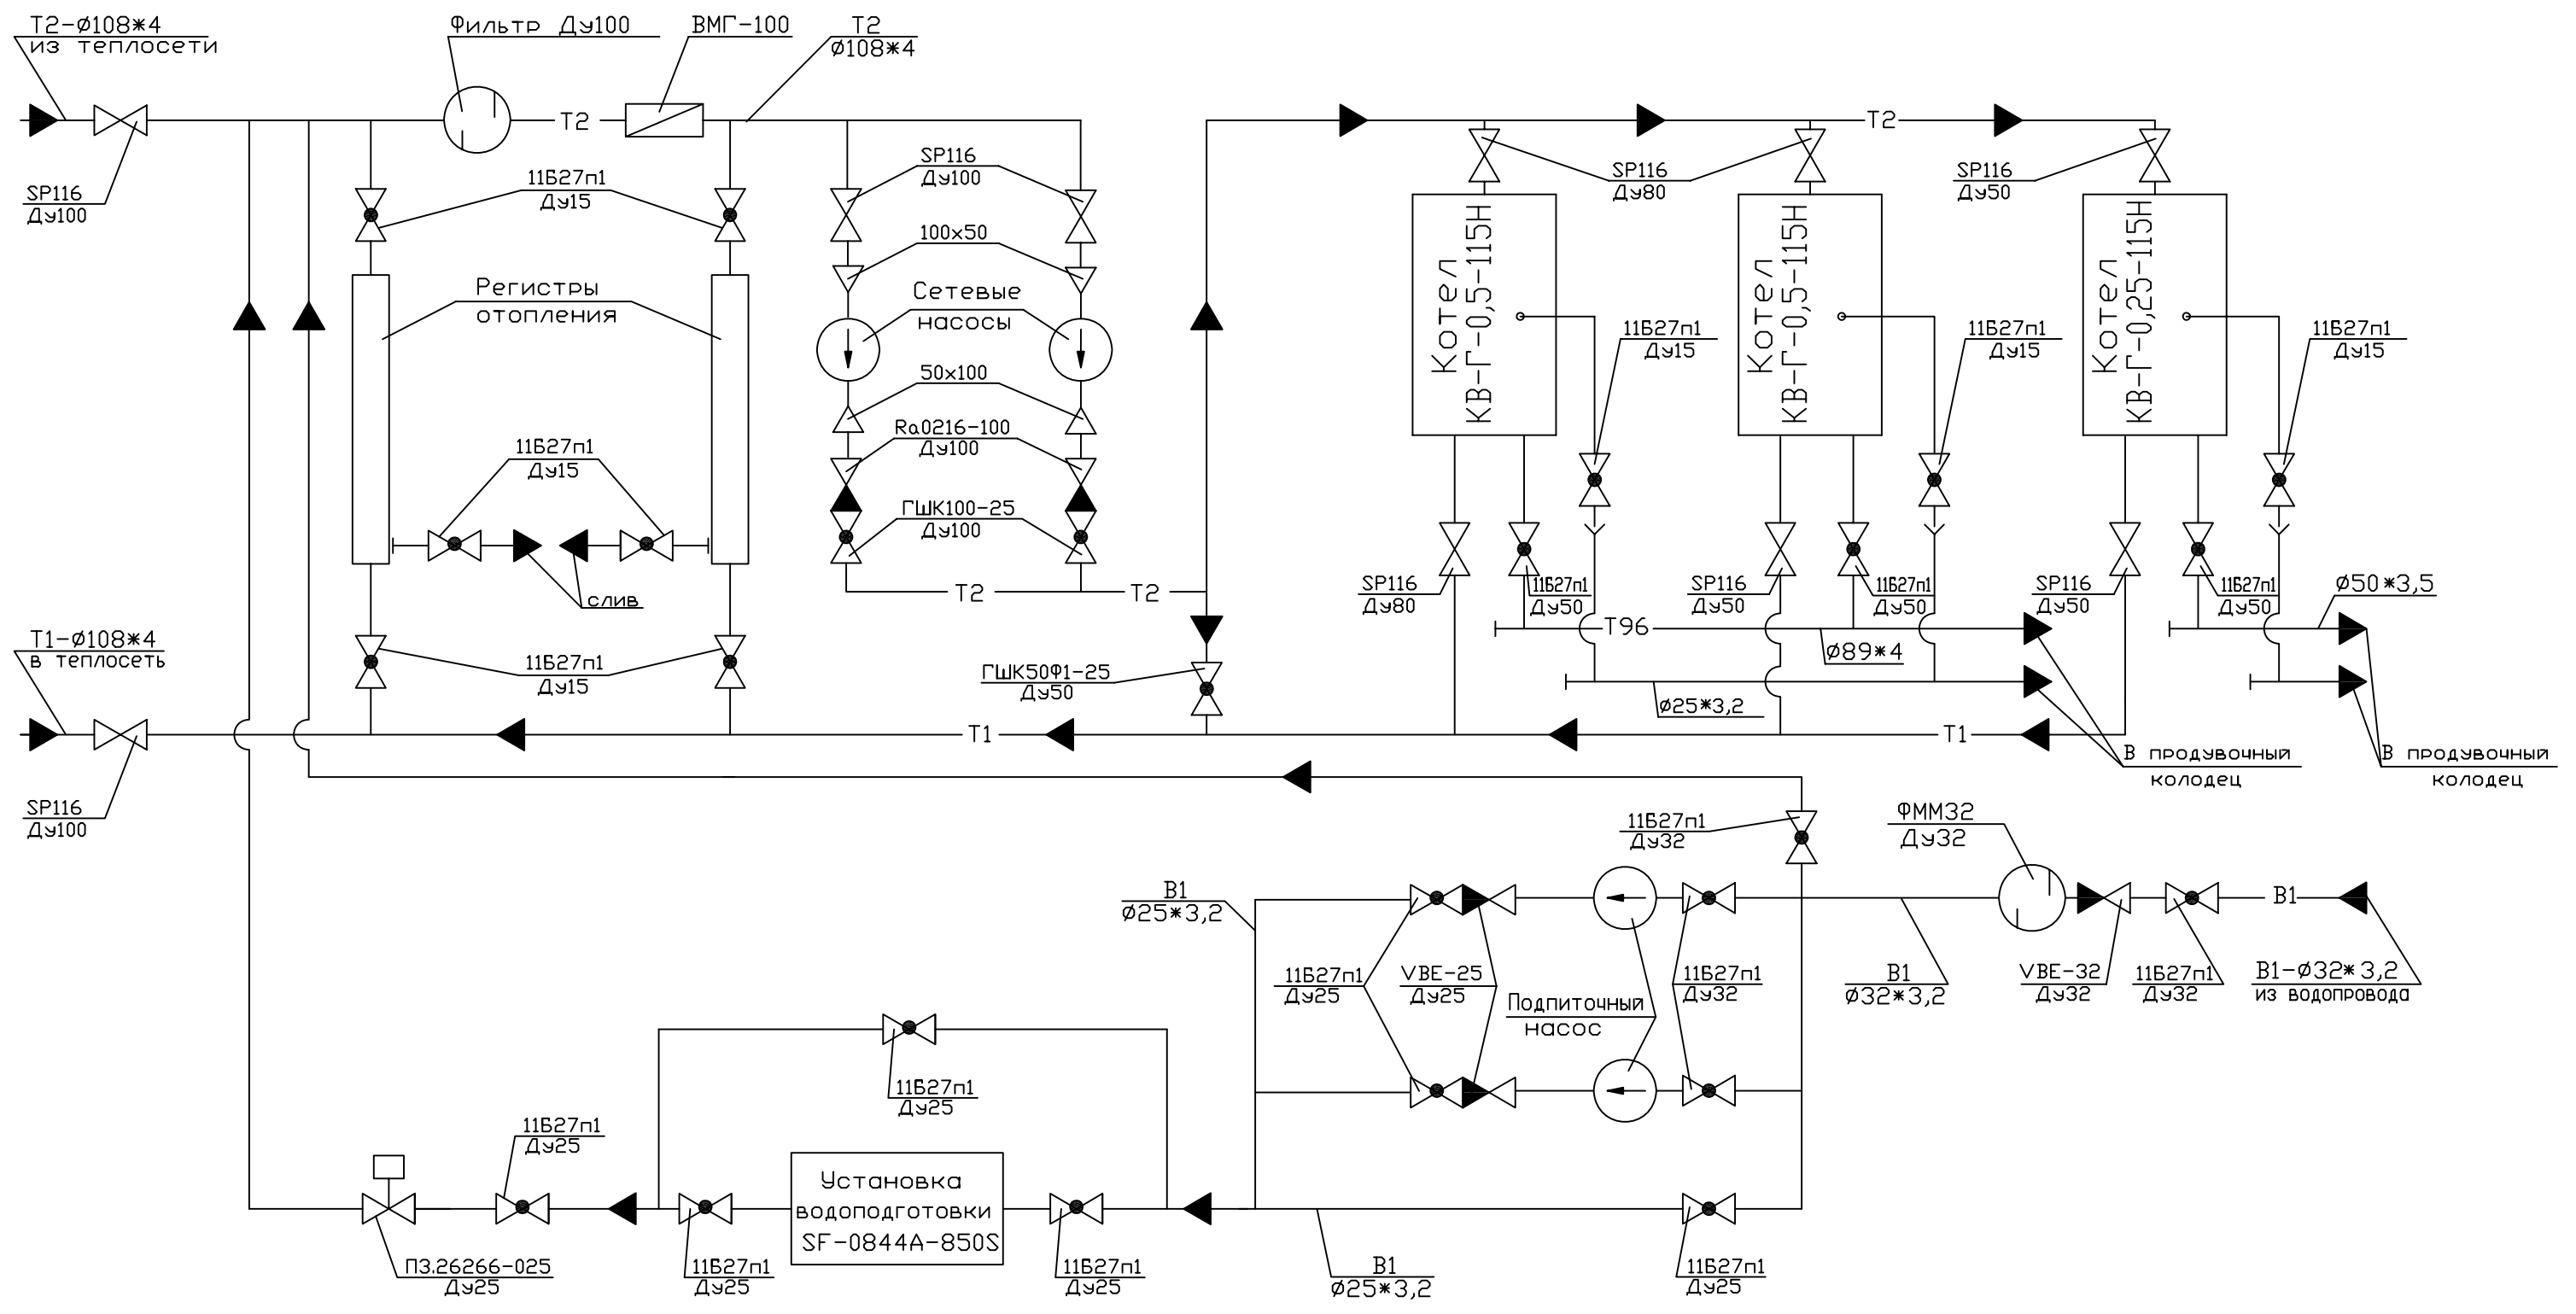 Т2-Ø108*4
из теплосети
Фильтр Ду100
ВМГ-100
Т2
Ø108*4
Т2
Т2
SP116
Ду100
11Б27п1
Ду15
SP116
Ду100
SP116
Ду80
SP116
Ду50
100х50
Регистры
отопления
Сетевые
насосы
Котел
КВ-Г-0,5-115Н
Котел
КВ-Г-0,5-115Н
Котел
КВ-Г-0,25-115Н
11Б27п1
Ду15
11Б27п1
Ду15
11Б27п1
Ду15
50х100
Ra0216-100
Ду100
11Б27п1
Ду15
ГШК100-25
Ду100
слив
Т2
Т2
SP116
Ду80
11Б27п1
Ду50
SP116
Ду50
11Б27п1
Ду50
SP116
Ду50
11Б27п1
Ду50
Ø50*3,5
Т96
Ø89*4
Т1-Ø108*4
в теплосеть
11Б27п1
Ду15
ГШК50Ф1-25
Ду50
Ø25*3,2
Т1
Т1
В продувочный
колодец
В продувочный
колодец
SP116
Ду100
11Б27п1
Ду32
ФММ32
Ду32
В1
Ø25*3,2
В1
11Б27п1
Ду25
VBE-25
Ду25
Подпиточный
насос
11Б27п1
Ду32
В1
Ø32*3,2
VBE-32
Ду32
11Б27п1
Ду32
В1-Ø32*3,2
из водопровода
11Б27п1
Ду25
11Б27п1
Ду25
Установка
водоподготовки
SF-0844A-850S
ПЗ.26266-025
Ду25
11Б27п1
Ду25
11Б27п1
Ду25
В1
Ø25*3,2
11Б27п1
Ду25